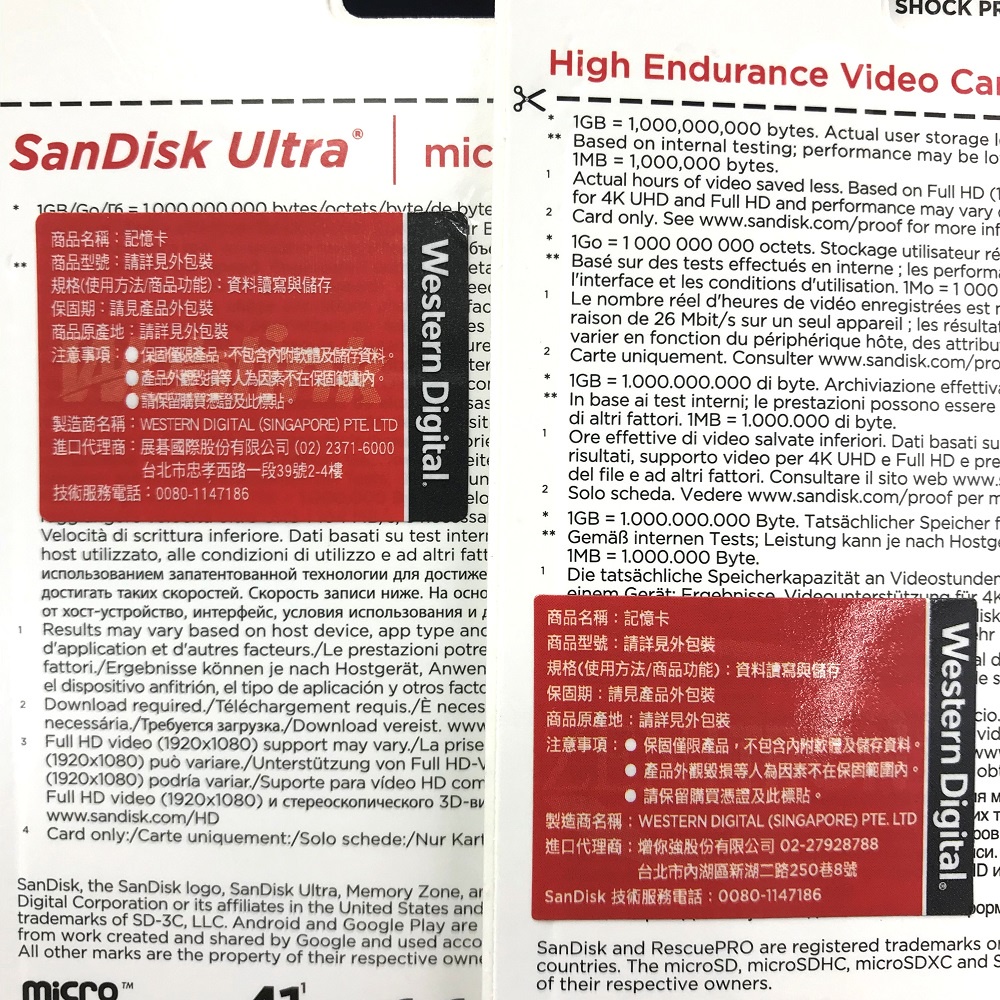 SanDisk Ultra® mic
* 1GB/Go/Гб = 1 000 000 000 bytes/octets/byte/de byte
**
商品名稱：記憶卡
商品型號：請詳見外包裝
規格(使用方法/商品功能)：資料讀寫與儲存
保固期：請見產品外包裝
商品原產地：請詳見外包裝
注意事項：● 保固僅限產品，不包含內附軟體及儲存資料。
● 產品外觀毀損等人為因素不在保固範圍內。
● 請保留購買憑證及此標貼。
製造商名稱：WESTERN DIGITAL (SINGAPORE) PTE. LTD
進口代理商：展碁國際股份有限公司 (02) 2371-6000
台北市忠孝西路一段39號2-4樓
技術服務電話：0080-1147186
Western Digital.
Velocità di scrittura inferiore. Dati basati su test intern
host utilizzato, alle condizioni di utilizzo e ad altri fatt
использованием запатентованной технологии для достиже
достигать таких скоростей. Скорость записи ниже. На осно
от хост-устройство, интерфейс, условия использования и д
1 Results may vary based on host device, app type and
d'application et d'autres facteurs./Le prestazioni potre
fattori./Ergebnisse können je nach Hostgerät, Anwen
el dispositivo anfitrión, el tipo de aplicación y otros facto
2 Download required./Téléchargement requis./È neces
necessária./Требуется загрузка./Download vereist. www
3 Full HD video (1920x1080) support may vary./La prise
(1920x1080) può variare./Unterstützung von Full HD-V
(1920x1080) podría variar./Suporte para vídeo HD com
Full HD video (1920x1080) и стереоскопического 3D-ви
www.sandisk.com/HD
4 Card only:/Carte uniquement:/Solo schede:/Nur Kart
SanDisk, the SanDisk logo, SanDisk Ultra, Memory Zone, an
Digital Corporation or its affiliates in the United States and
trademarks of SD-3C, LLC. Android and Google Play are
from work created and shared by Google and used acco
All other marks are the property of their respective owne
micro™
SHOCK PR
High Endurance Video Car
* 1GB = 1,000,000,000 bytes. Actual user storage l
** Based on internal testing; performance may be lo
1MB = 1,000,000 bytes.
1 Actual hours of video saved less. Based on Full HD (1
for 4K UHD and Full HD and performance may vary
2 Card only. See www.sandisk.com/proof for more inf
* 1Go = 1 000 000 000 octets. Stockage utilisateur ré
** Basé sur des tests effectués en interne ; les perform
l'interface et les conditions d'utilisation. 1Mo = 1 000
1 Le nombre réel d'heures de vidéo enregistrées est m
raison de 26 Mbit/s sur un seul appareil ; les résulta
varier en fonction du périphérique hôte, des attribu
2 Carte uniquement. Consulter www.sandisk.com/pro
* 1GB = 1.000.000.000 di byte. Archiviazione effettiva
** In base ai test interni; le prestazioni possono essere
di altri fattori. 1MB = 1.000.000 di byte.
1 Ore effettive di video salvate inferiori. Dati basati su
risultati, supporto video per 4K UHD e Full HD e pre
del file e ad altri fattori. Consultare il sito web www.s
2 Solo scheda. Vedere www.sandisk.com/proof per m
* 1GB = 1.000.000.000 Byte. Tatsächlicher Speicher f
** Gemäß internen Tests; Leistung kann je nach Hostge
1MB = 1.000.000 Byte.
1 Die tatsächliche Speicherkapazität an Videostunden
einem Gerät; Ergebnisse, Videounterstützung für 4K
商品名稱：記憶卡
商品型號：請詳見外包裝
規格(使用方法/商品功能)：資料讀寫與儲存
保固期：請見產品外包裝
商品原產地：請詳見外包裝
注意事項：● 保固僅限產品，不包含內附軟體及儲存資料。
● 產品外觀毀損等人為因素不在保固範圍內。
● 請保留購買憑證及此標貼。
製造商名稱：WESTERN DIGITAL (SINGAPORE) PTE. LTD
進口代理商：增你強股份有限公司 02-27928788
台北市內湖區新湖二路250巷8號
SanDisk 技術服務電話：0080-1147186
Western Digital®
SanDisk and RescuePRO are registered trademarks o
countries. The microSD, microSDHC, microSDXC and S
of their respective owners.